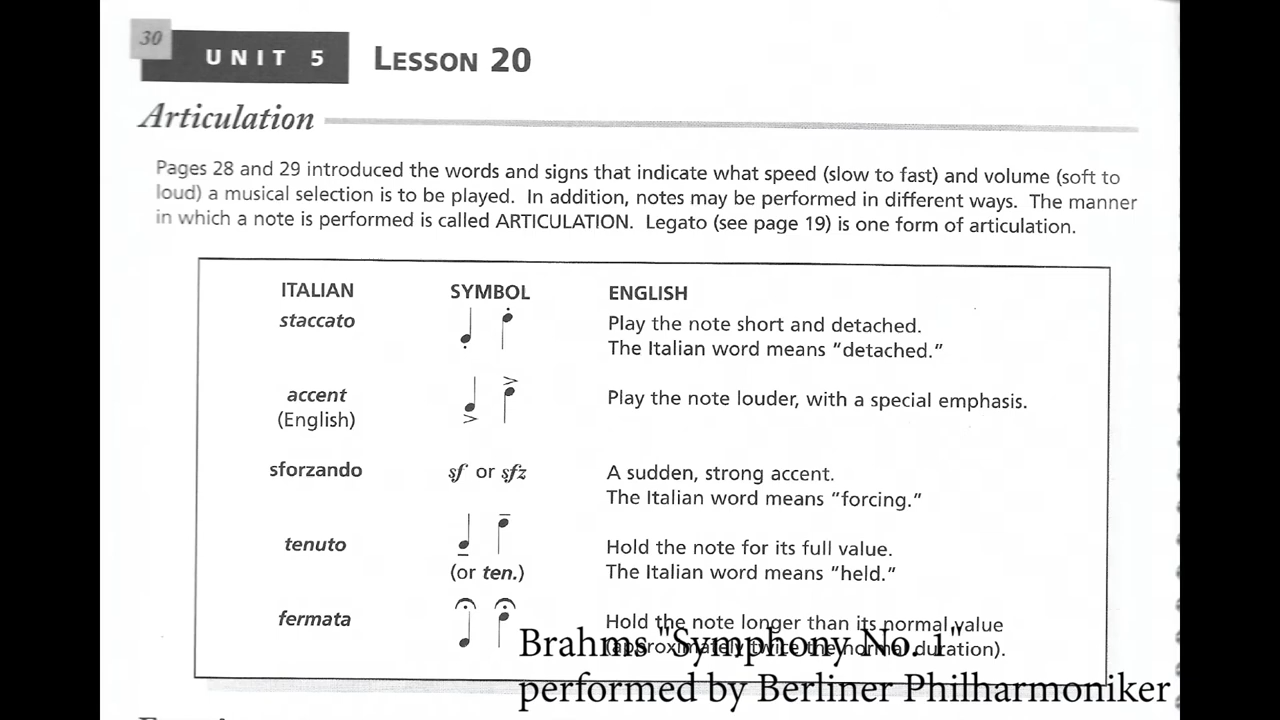 30
UNIT 5 LESSON 20
Articulation
Pages 28 and 29 introduced the words and signs that indicate what speed (slow to fast) and volume (soft to
loud) a musical selection is to be played. In addition, notes may be performed in different ways. The manner
in which a note is performed is called ARTICULATION. Legato (see page 19) is one form of articulation.
ITALIAN SYMBOL ENGLISH
staccato Play the note short and detached.
The Italian word means "detached."
accent Play the note louder, with a special emphasis.
(English)
sforzando sf or sfz A sudden, strong accent.
The Italian word means "forcing."
tenuto Hold the note for its full value.
(or ten.) The Italian word means "held."
fermata Hold the note longer than its normal value
(approximately twice the normal duration).
Brahms "Symphony No. 1"
performed by Berliner Philharmoniker